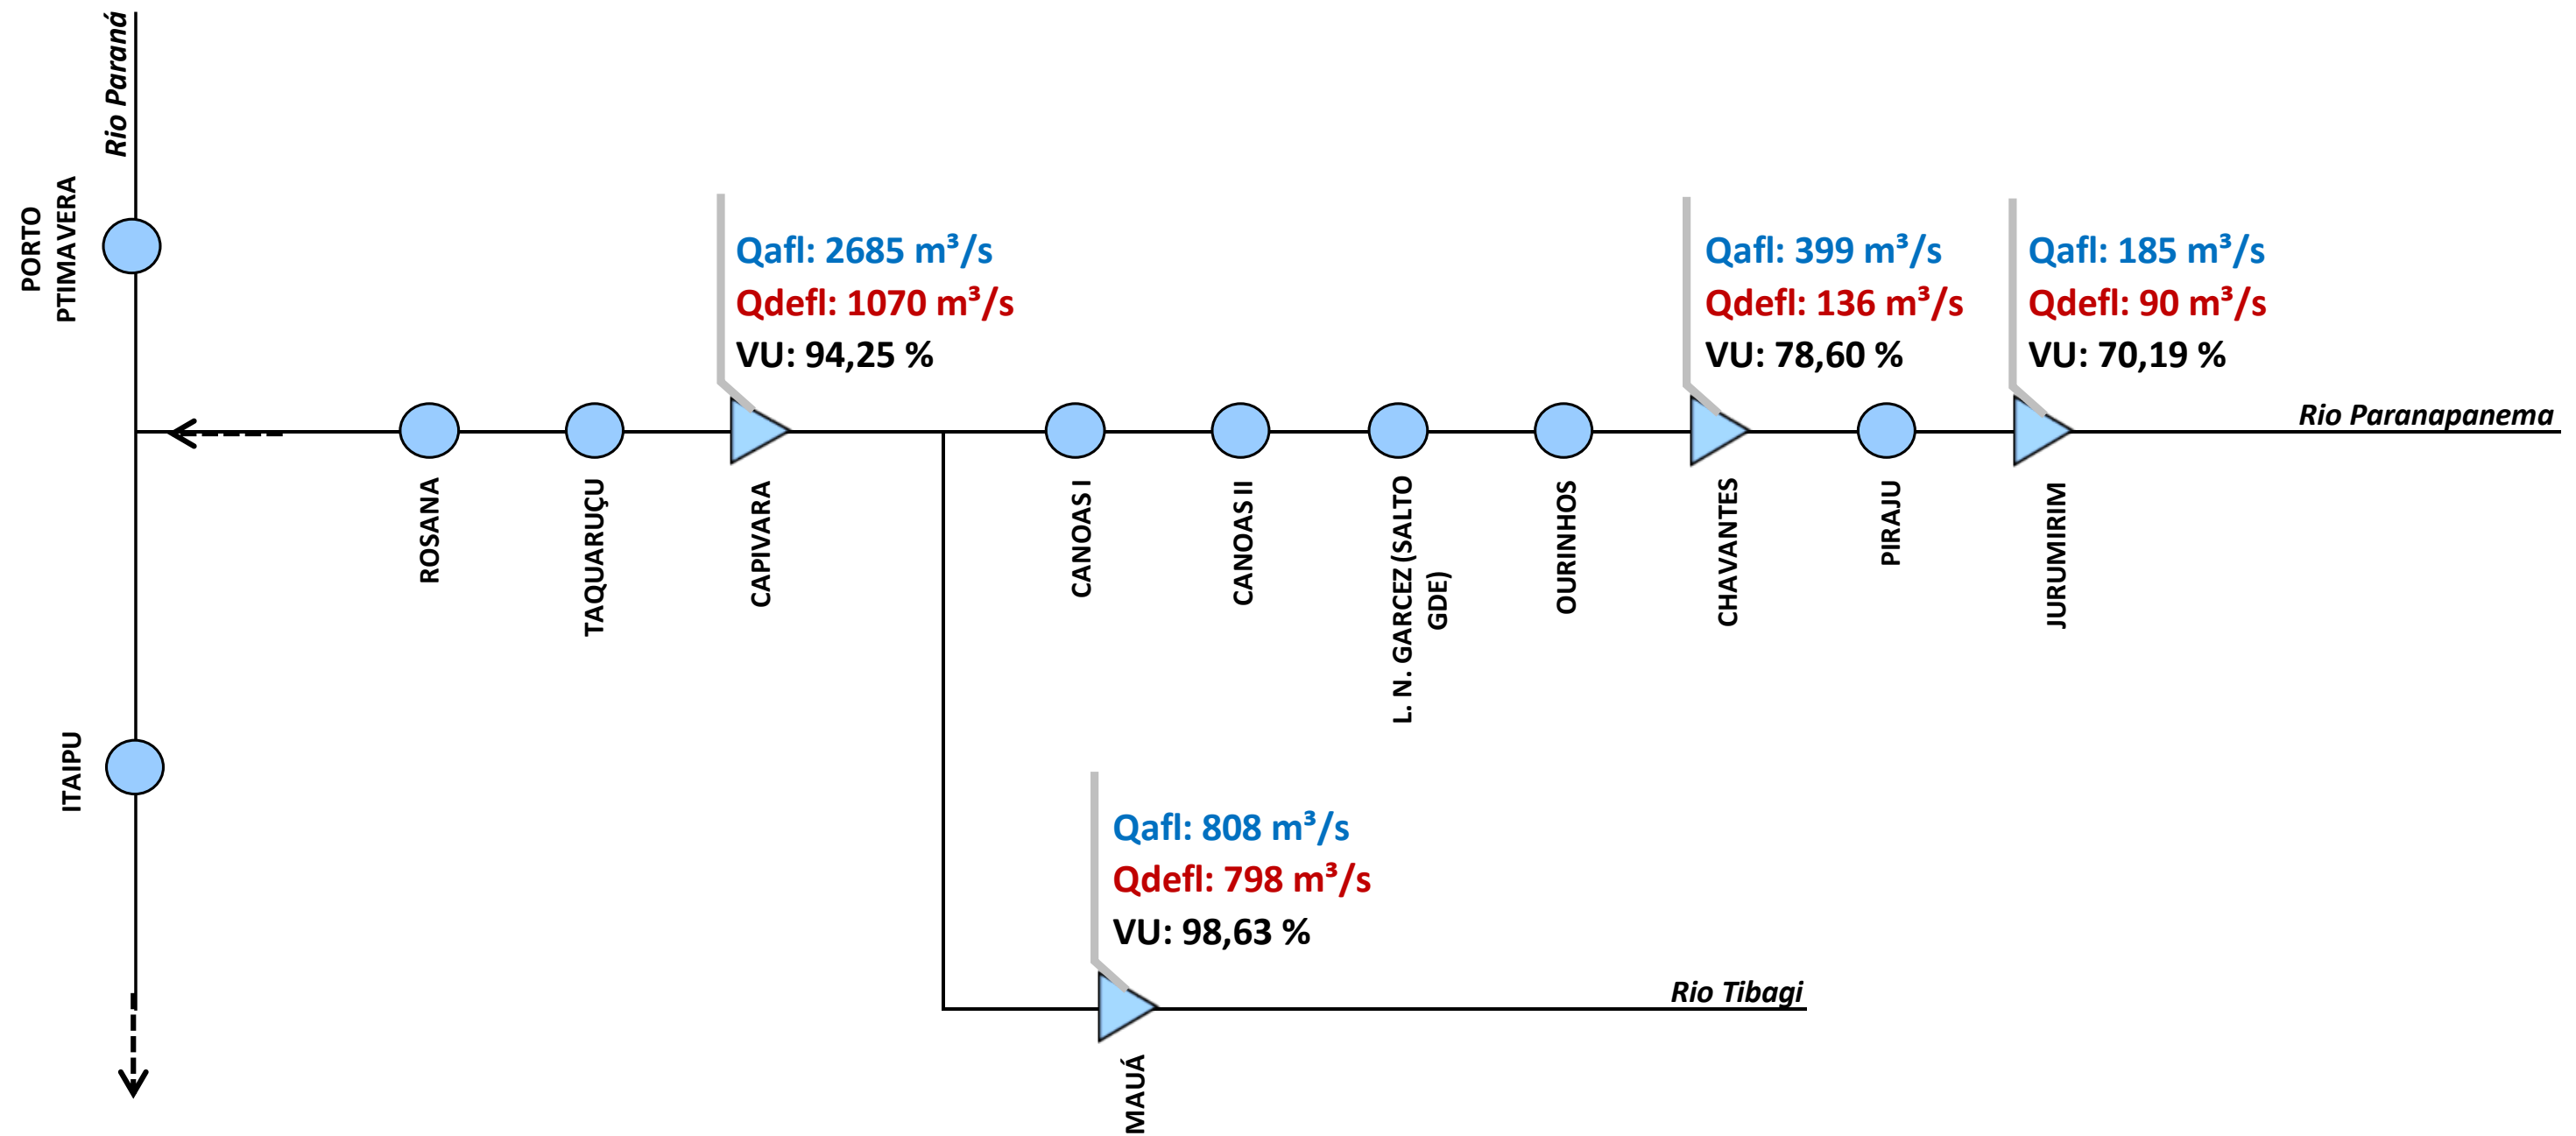 Rio Paraná
PORTO
PTIMAVERA
Qafl: 2685 m³/s
Qdefl: 1070 m³/s
VU: 94,25 %
Qafl: 399 m³/s
Qdefl: 136 m³/s
VU: 78,60 %
Qafl: 185 m³/s
Qdefl: 90 m³/s
VU: 70,19 %
Rio Paranapanema
ROSANA
TAQUARUÇU
CAPIVARA
CANOAS I
CANOAS II
L. N. GARCEZ (SALTO
GDE)
OURINHOS
CHAVANTES
PIRAJU
JURUMIRIM
ITAIPU
Qafl: 808 m³/s
Qdefl: 798 m³/s
VU: 98,63 %
Rio Tibagi
MAUÁ